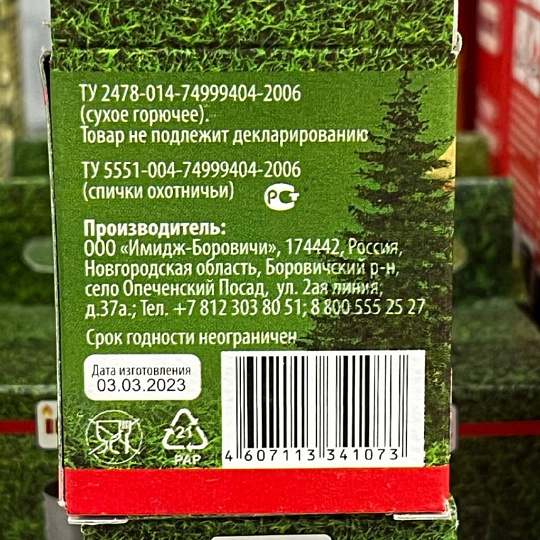 ТУ 2478-014-74999404-2006
(сухое горючее).
Товар не подлежит декларированию
ТУ 5551-004-74999404-2006
(спички охотничьи)
РСТ
Производитель:
ООО «Имидж-Боровичи», 174442, Россия,
Новгородская область, Боровичский р-н,
село Опеченский Посад, ул. 2ая линия,
д.37а.; Тел. +7 812 303 80 51; 8 800 555 25 27
Срок годности неограничен
Дата изготовления
03.03.2023
21
PAP
4 607113 341073